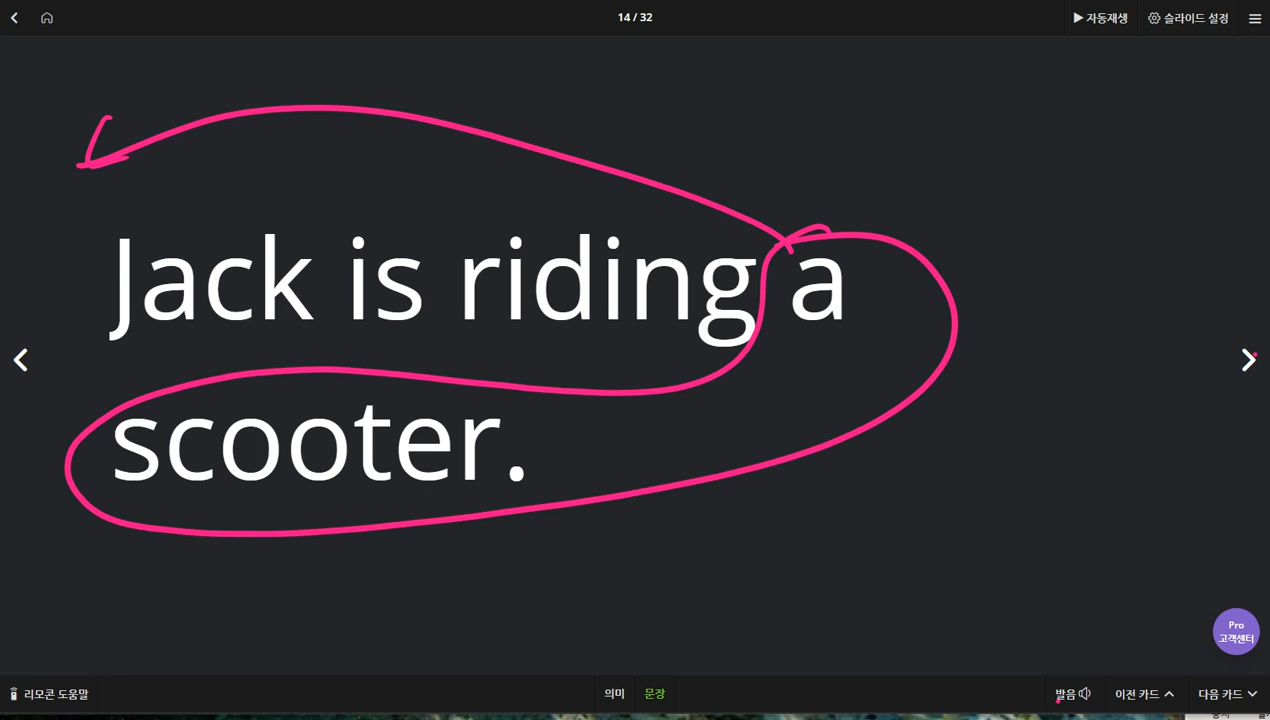 14 / 32
자동재생
슬라이드 설정
Jack is riding a
scooter.
Pro
고객센터
리모콘 도움말
의미
문장
발음
이전 카드
다음 카드